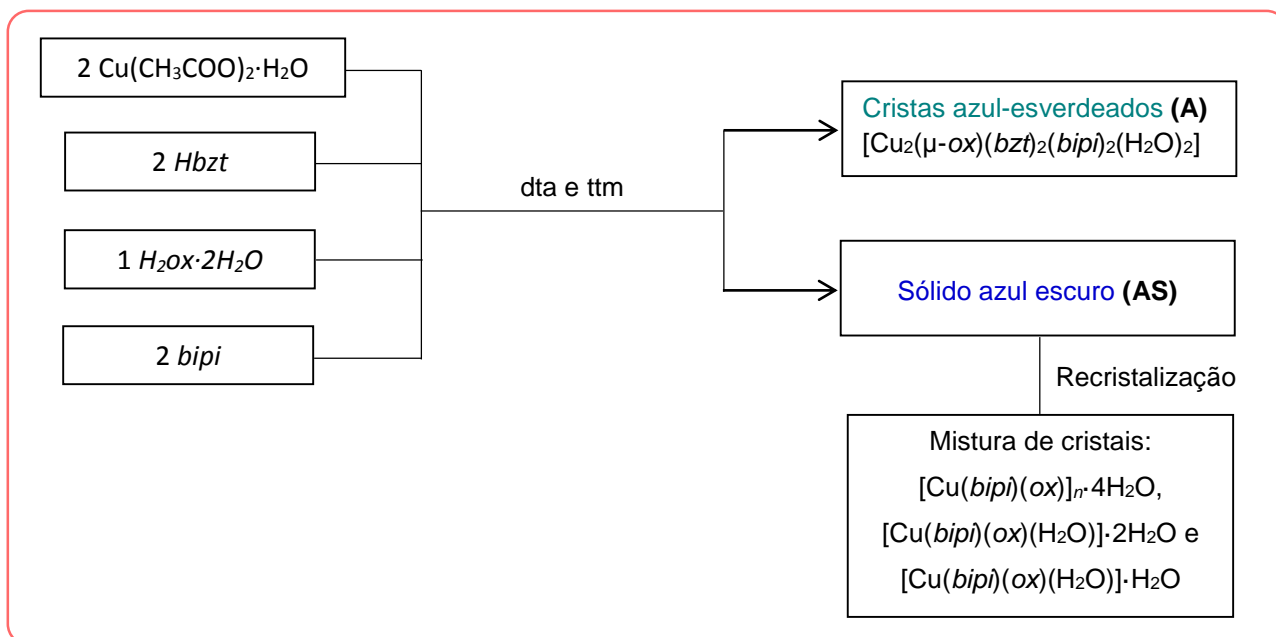 2 Cu(CH₃COO)₂·H₂O
2 Hbzt
1 H₂ox·2H₂O
2 bipi
dta e ttm
Cristas azul-esverdeados (A)
[Cu₂(μ-ox)(bzt)₂(bipi)₂(H₂O)₂]
Sólido azul escuro (AS)
Recristalização
Mistura de cristais:
[Cu(bipi)(ox)]ₙ·4H₂O,
[Cu(bipi)(ox)(H₂O)]·2H₂O e
[Cu(bipi)(ox)(H₂O)]·H₂O